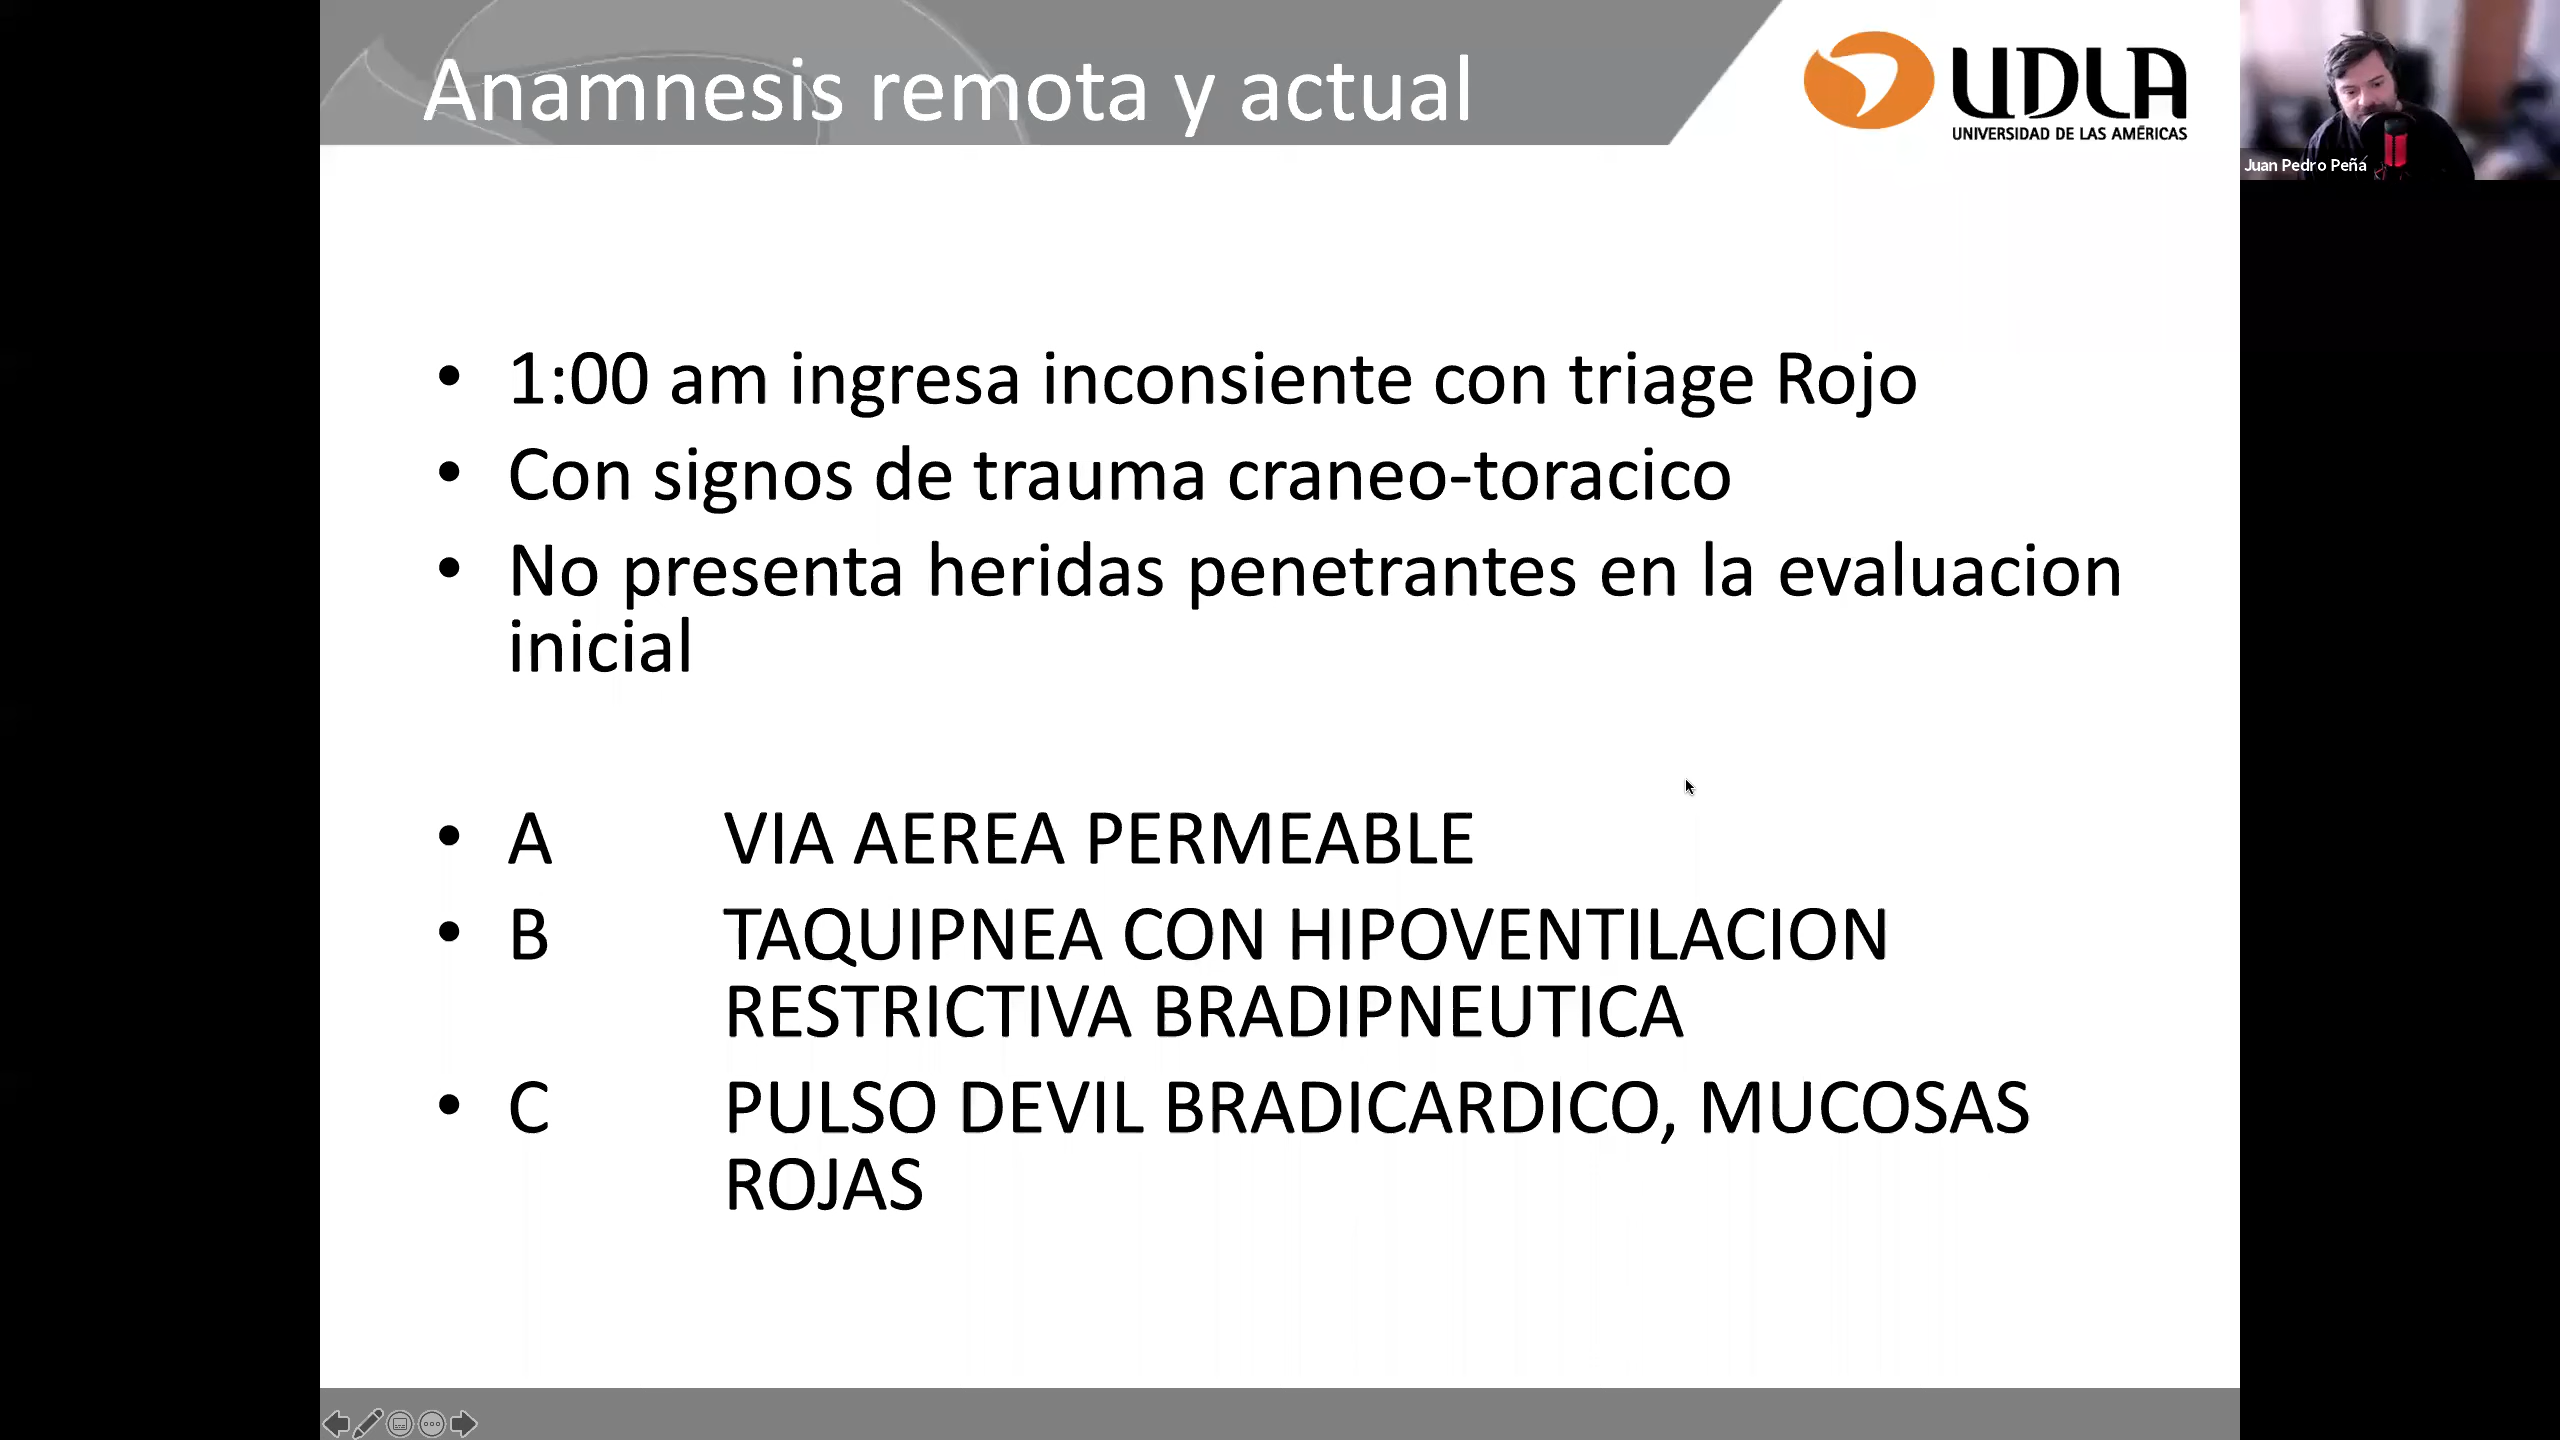 Anamnesis remota y actual
UDLA
UNIVERSIDAD DE LAS AMÉRICAS
Juan Pedro Peña
• 1:00 am ingresa inconsiente con triage Rojo
• Con signos de trauma craneo-toracico
• No presenta heridas penetrantes en la evaluacion
inicial
• A VIA AEREA PERMEABLE
• B TAQUIPNEA CON HIPOVENTILACION
RESTRICTIVA BRADIPNEUTICA
• C PULSO DEVIL BRADICARDICO, MUCOSAS
ROJAS